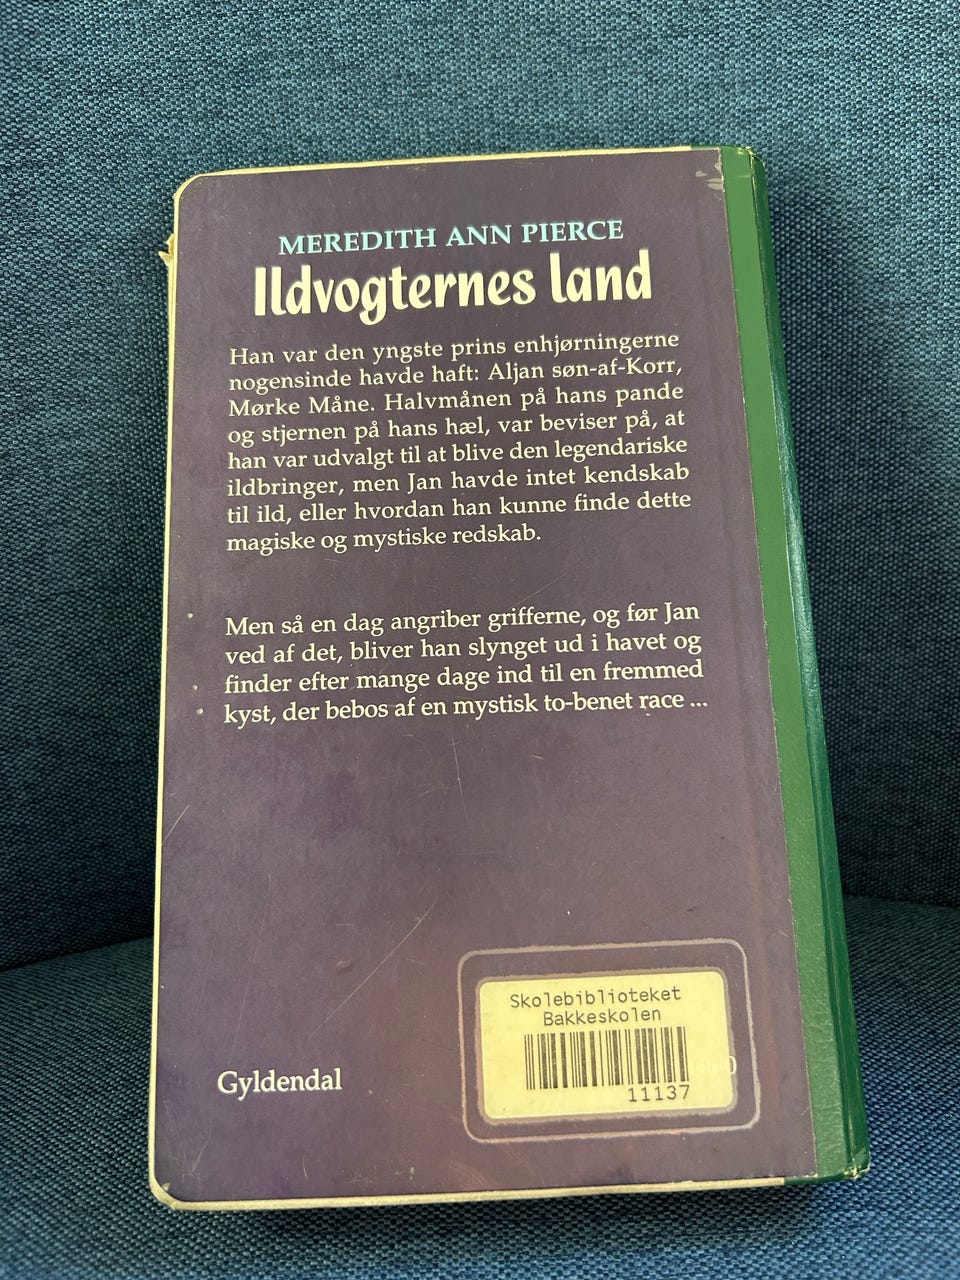 MEREDITH ANN PIERCE
Ildvogternes land
Han var den yngste prins enhjørningerne
nogensinde havde haft: Aljan søn-af-Korr,
Mørke Måne. Halvmånen på hans pande
og stjernen på hans hæl, var beviser på, at
han var udvalgt til at blive den legendariske
ildbringer, men Jan havde intet kendskab
til ild, eller hvordan han kunne finde dette
magiske og mystiske redskab.
Men så en dag angriber grifferne, og før Jan
ved af det, bliver han slynget ud i havet og
finder efter mange dage ind til en fremmed
kyst, der bebos af en mystisk to-benet race ...
Skolebiblioteket
Bakkeskolen
11137
Gyldendal